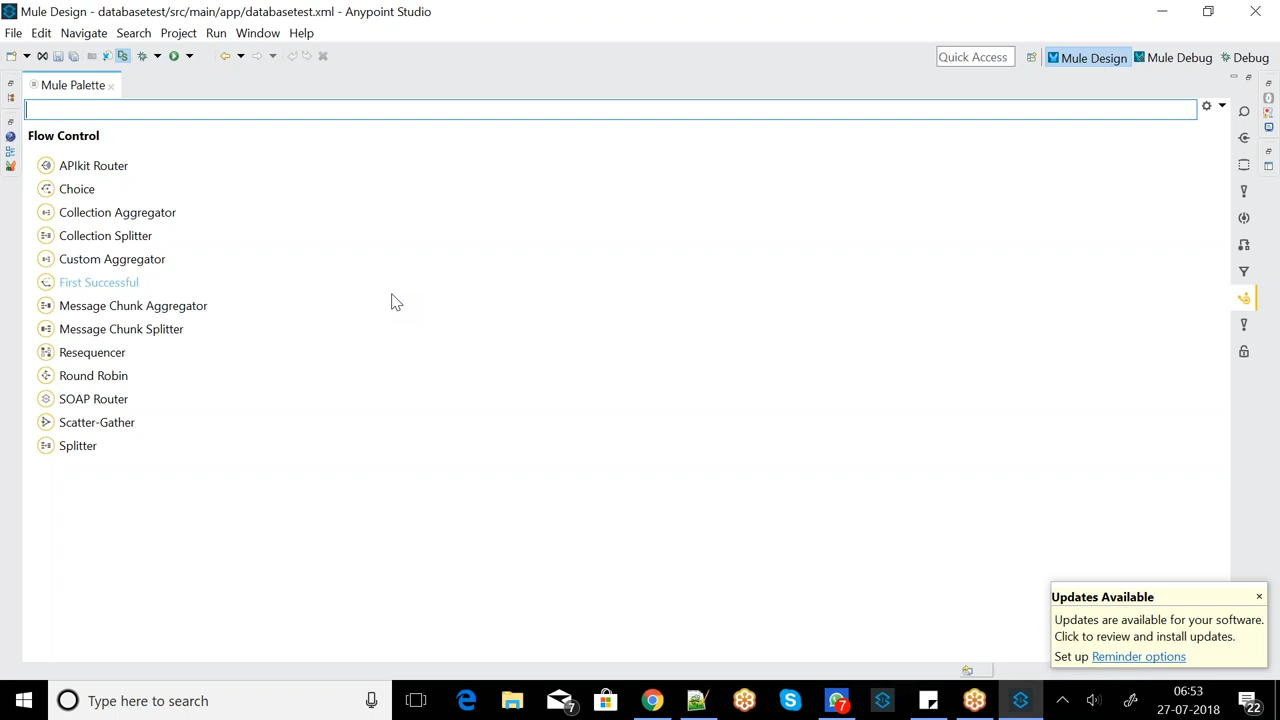 Mule Design - databasetest/src/main/app/databasetest.xml - Anypoint Studio
File Edit Navigate Search Project Run Window Help
Quick Access
Mule Design
Mule Debug
Debug
Mule Palette
Flow Control
APIkit Router
Choice
Collection Aggregator
Collection Splitter
Custom Aggregator
First Successful
Message Chunk Aggregator
Message Chunk Splitter
Resequencer
Round Robin
SOAP Router
Scatter-Gather
Splitter
Updates Available
Updates are available for your software.
Click to review and install updates.
Set up Reminder options
Type here to search
7
7
06:53
27-07-2018
22